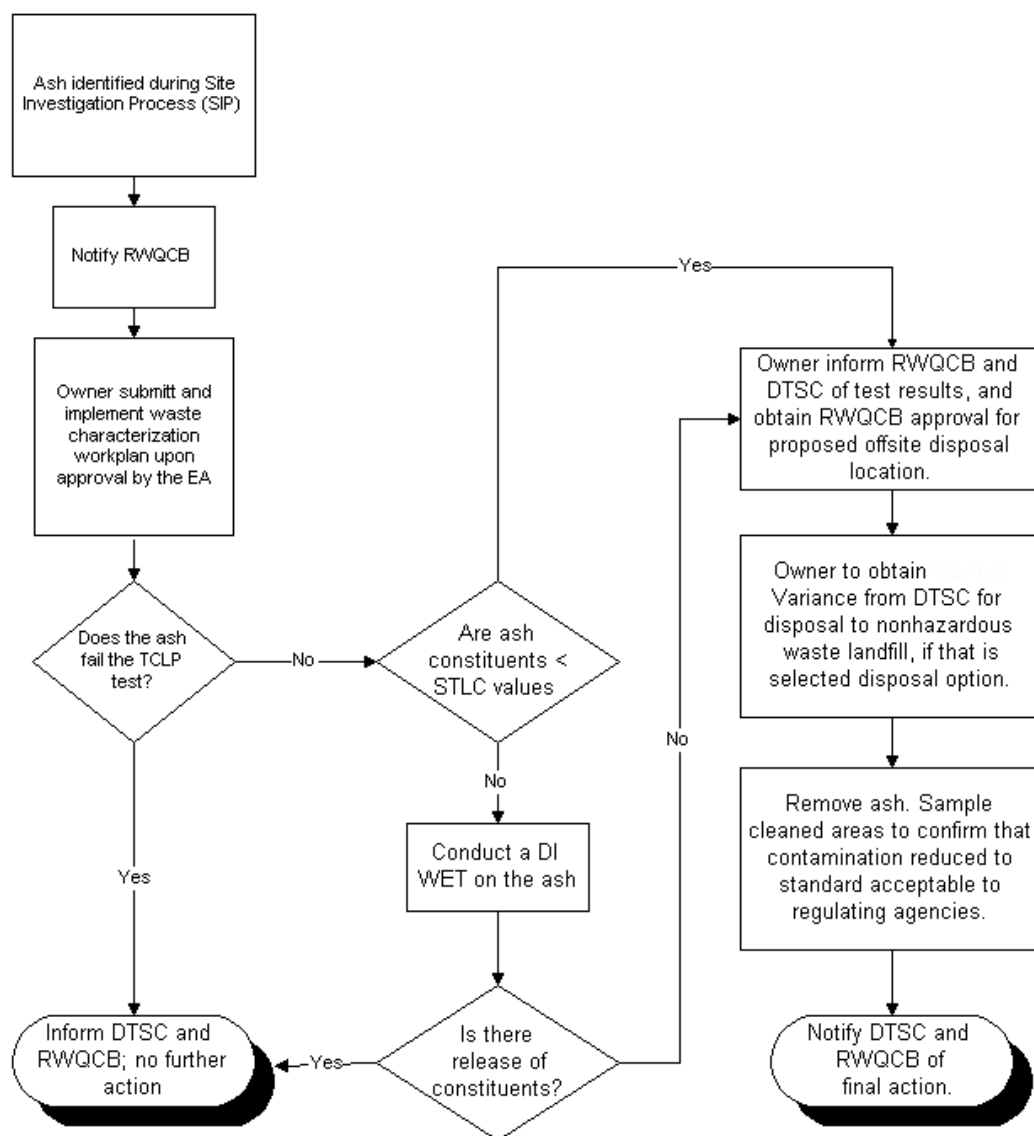 Ash identified during Site
Investigation Process (SIP)
Notify RWQCB
Owner submitt and
implement waste
characterization
workplan upon
approval by the EA
Does the ash
fail the TCLP
test?
No
Yes
Are ash
constituents <
STLC values
Yes
No
Conduct a DI
WET on the ash
Is there
release of
constituents?
Yes
No
Inform DTSC and
RWQCB; no further
action
Owner inform RWQCB and
DTSC of test results, and
obtain RWQCB approval for
proposed offsite disposal
location.
Owner to obtain
Variance from DTSC for
disposal to nonhazardous
waste landfill, if that is
selected disposal option.
Remove ash. Sample
cleaned areas to confirm that
contamination reduced to
standard acceptable to
regulating agencies.
Notify DTSC and
RWQCB of
final action.